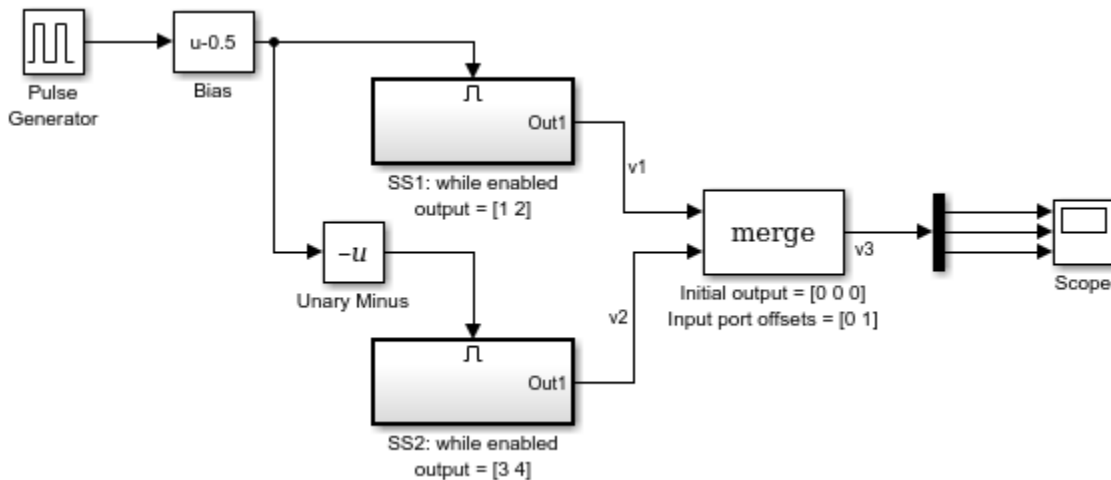 u-0.5
Pulse
Generator
Bias
Out1
SS1: while enabled
output = [1 2]
v1
merge
v3
Scope
−u
Unary Minus
Initial output = [0 0 0]
Input port offsets = [0 1]
v2
Out1
SS2: while enabled
output = [3 4]